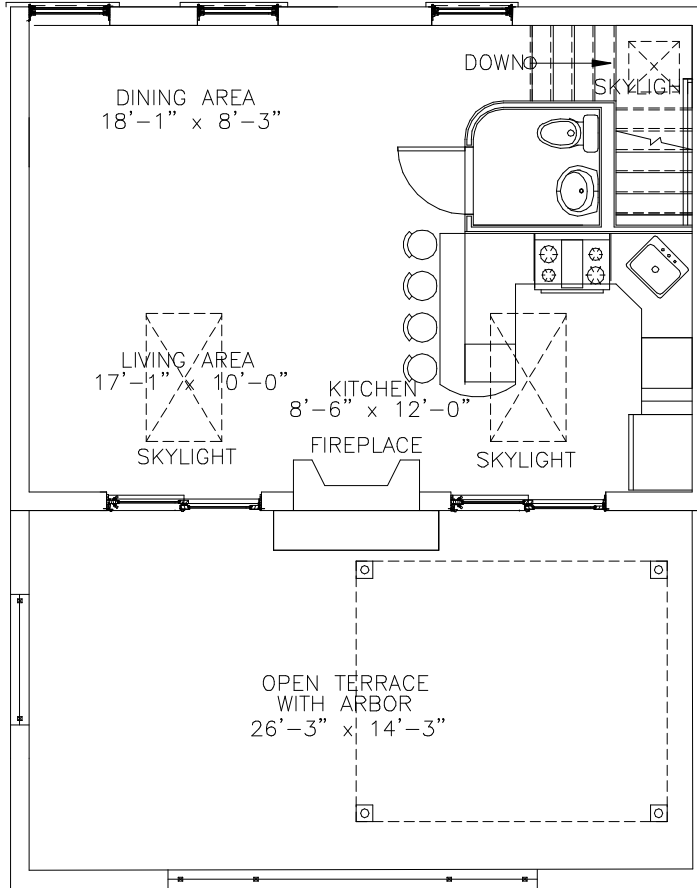 DOWN
SKYLIGH
DINING AREA
18'-1" x 8'-3"
LIVING AREA
17'-1" x 10'-0"
KITCHEN
8'-6" x 12'-0"
FIREPLACE
SKYLIGHT
SKYLIGHT
OPEN TERRACE
WITH ARBOR
26'-3" x 14'-3"